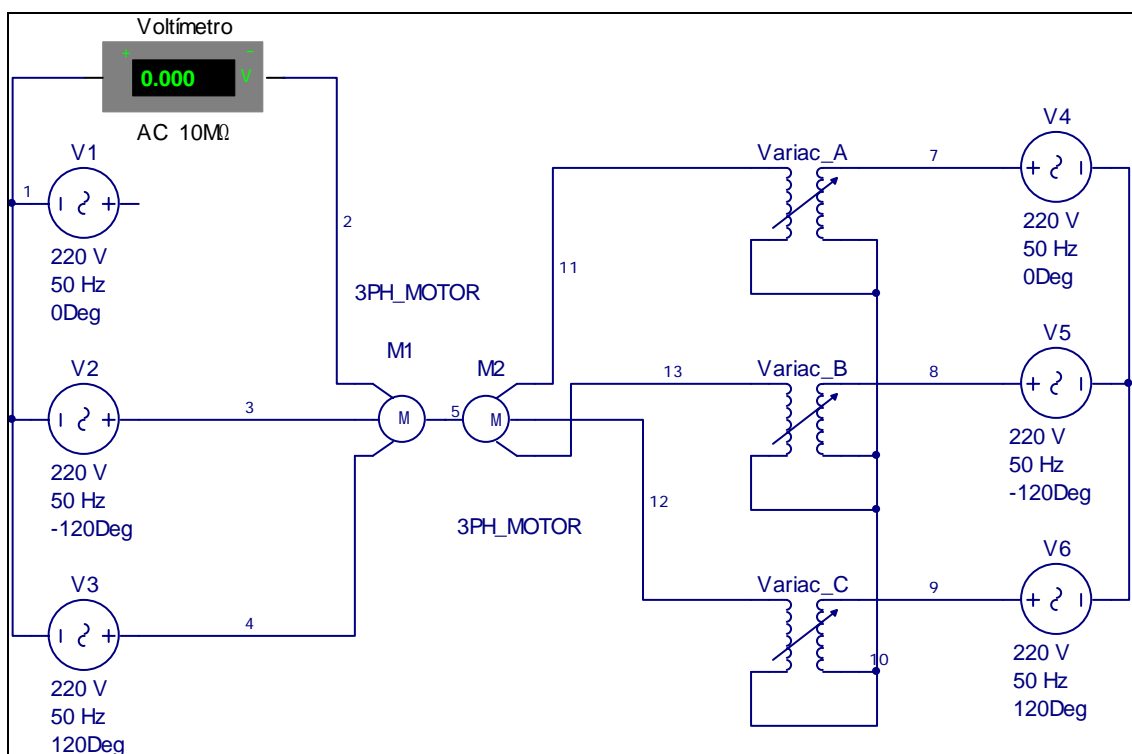 Voltímetro
+ −
0.000 V
AC 10MΩ
V1
1
220 V
50 Hz
0Deg
2
3PH_MOTOR
M1
M
V2
3
220 V
50 Hz
-120Deg
V3
4
220 V
50 Hz
120Deg
5
M2
M
3PH_MOTOR
11
13
12
Variac_A
7
V4
220 V
50 Hz
0Deg
Variac_B
8
V5
220 V
50 Hz
-120Deg
Variac_C
9
V6
10
220 V
50 Hz
120Deg